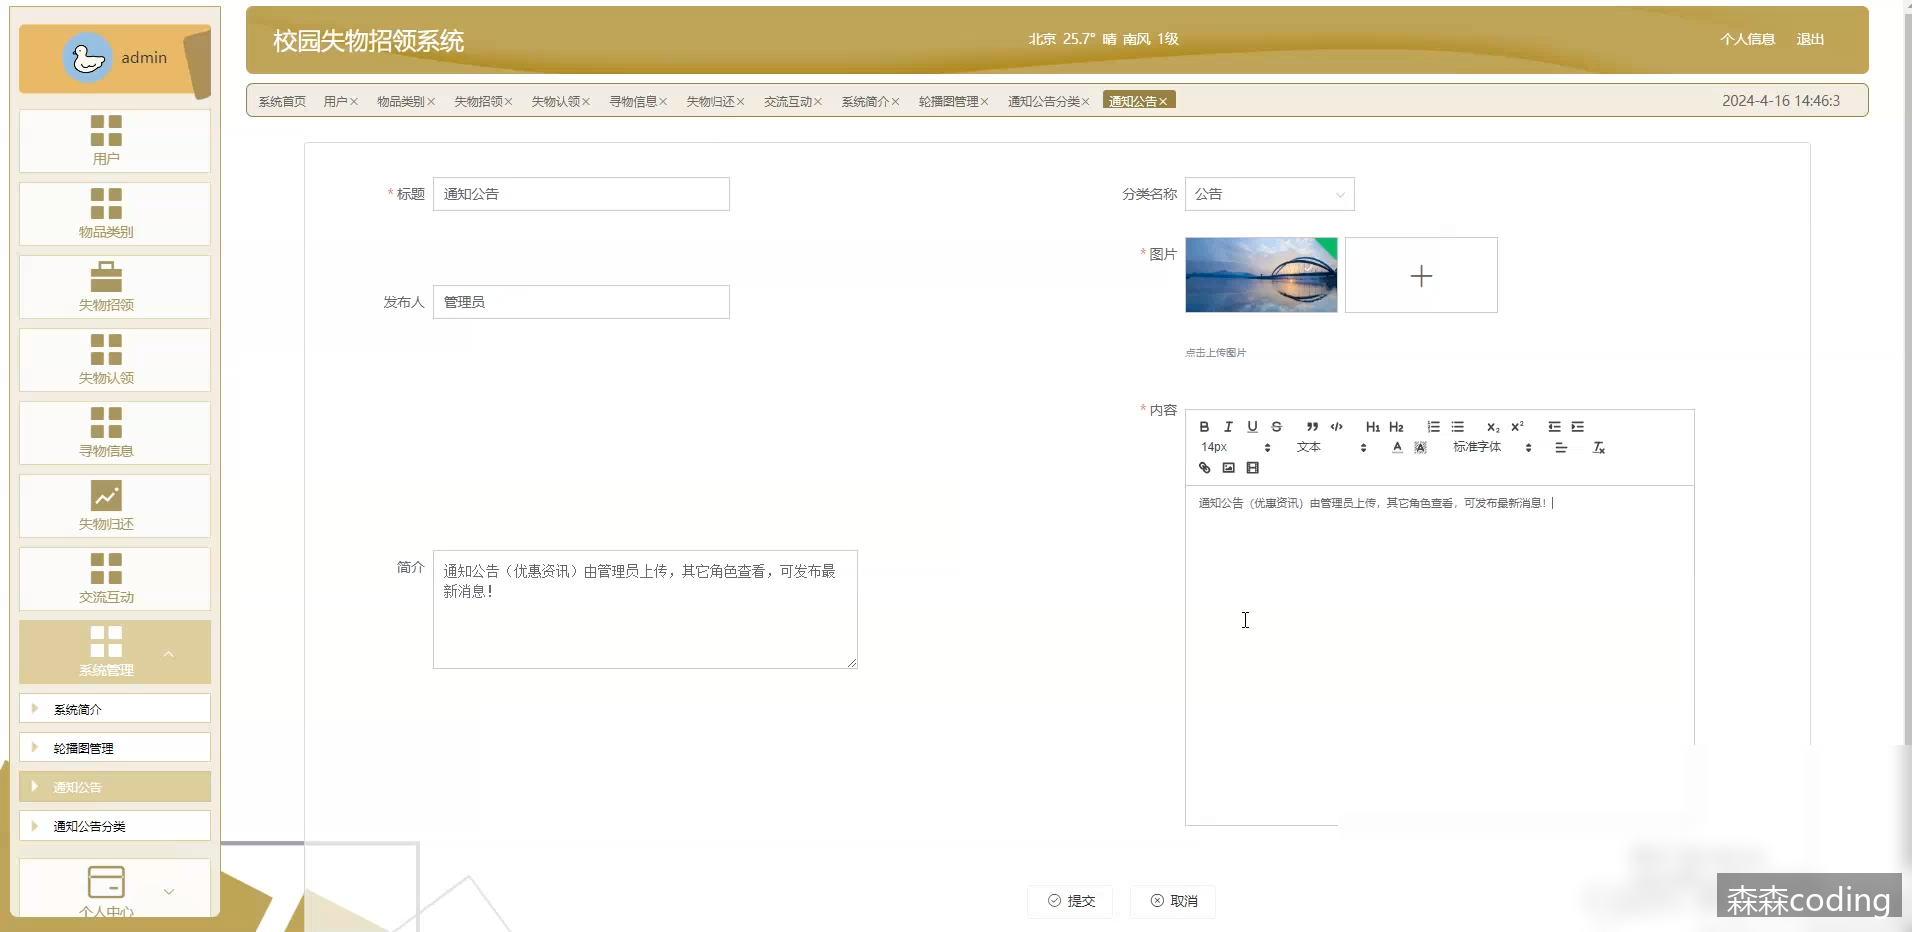 admin
校园失物招领系统
北京 25.7° 晴 南风 1级
个人信息 退出
系统首页 用户× 物品类别× 失物招领× 失物认领× 寻物信息× 失物归还× 交流互动× 系统简介× 轮播图管理× 通知公告分类× 通知公告×
2024-4-16 14:46:3
用户
物品类别
失物招领
失物认领
寻物信息
失物归还
交流互动
系统管理
系统简介
轮播图管理
通知公告
通知公告分类
个人中心
* 标题 通知公告
分类名称 公告
* 图片
发布人 管理员
点击上传图片
* 内容
B I U S H1 H2 X2 X2
14px 文本 A A 标准字体 Tx
通知公告（优惠资讯）由管理员上传，其它角色查看，可发布最新消息！
简介 通知公告（优惠资讯）由管理员上传，其它角色查看，可发布最
新消息！
提交 取消
森森coding